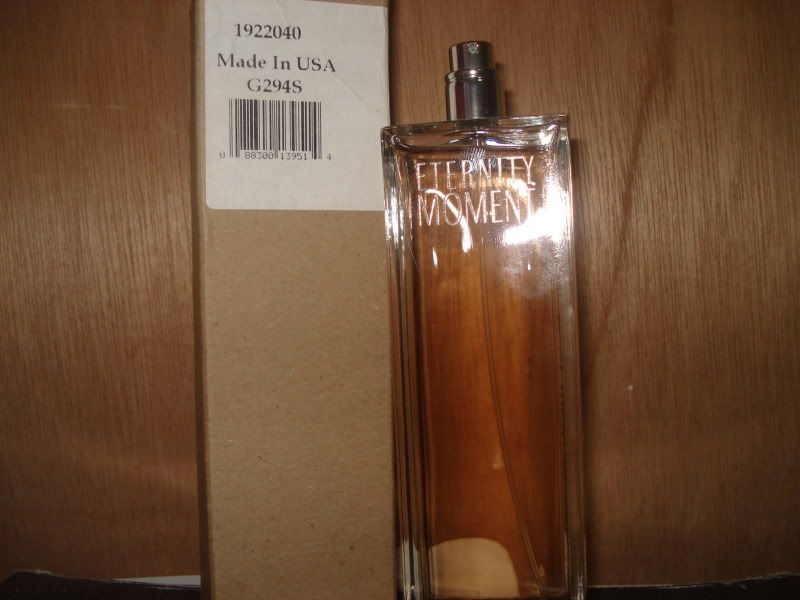 1922040
Made In USA
G294S
0 88300 13951 4
ETERNITY
MOMENT